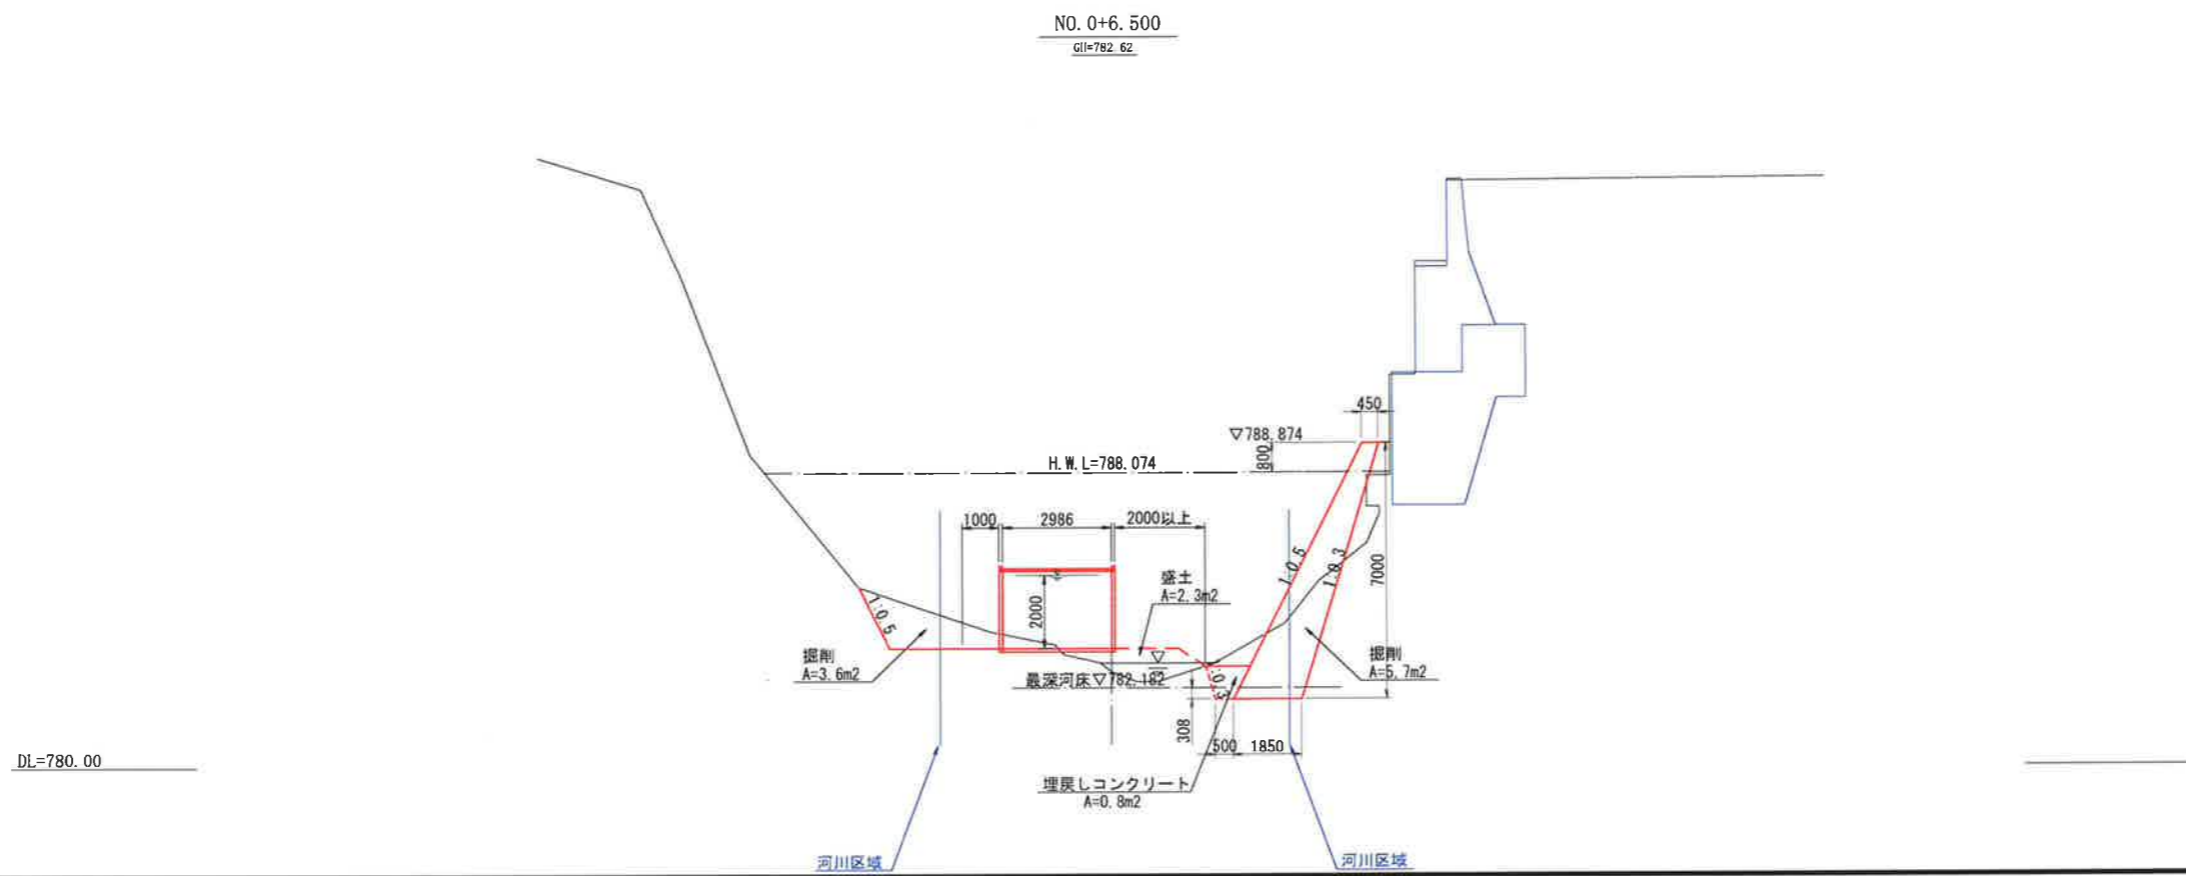 NO. 0+6. 500
GH=782. 62
450
▽788. 874
800
H. W. L=788. 074
1000
2986
2000以上
1:0.5
1:0.3
7000
盛土
A=2. 3m2
2000
1:0.5
掘削
A=3. 6m2
掘削
A=5. 7m2
最深河床▽782. 182
1:0.3
308
500
1850
DL=780. 00
埋戻しコンクリート
A=0. 8m2
河川区域
河川区域